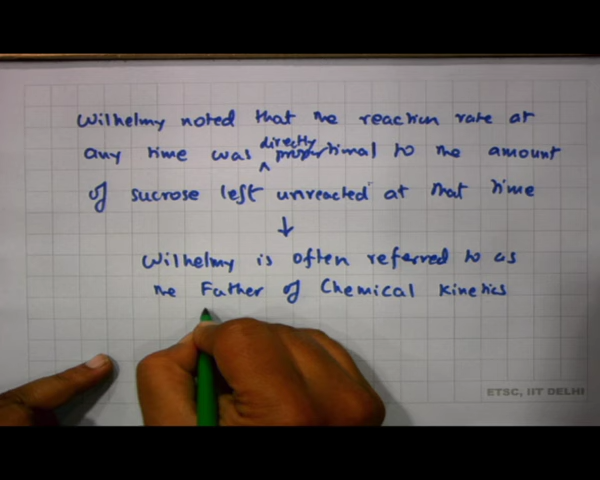 Wilhelmy noted that the reaction rate at
any time was directly proportional to the amount
of sucrose left unreacted at that time
↓
Wilhelmy is often referred to as
the Father of Chemical Kinetics
ETSC, IIT DELHI